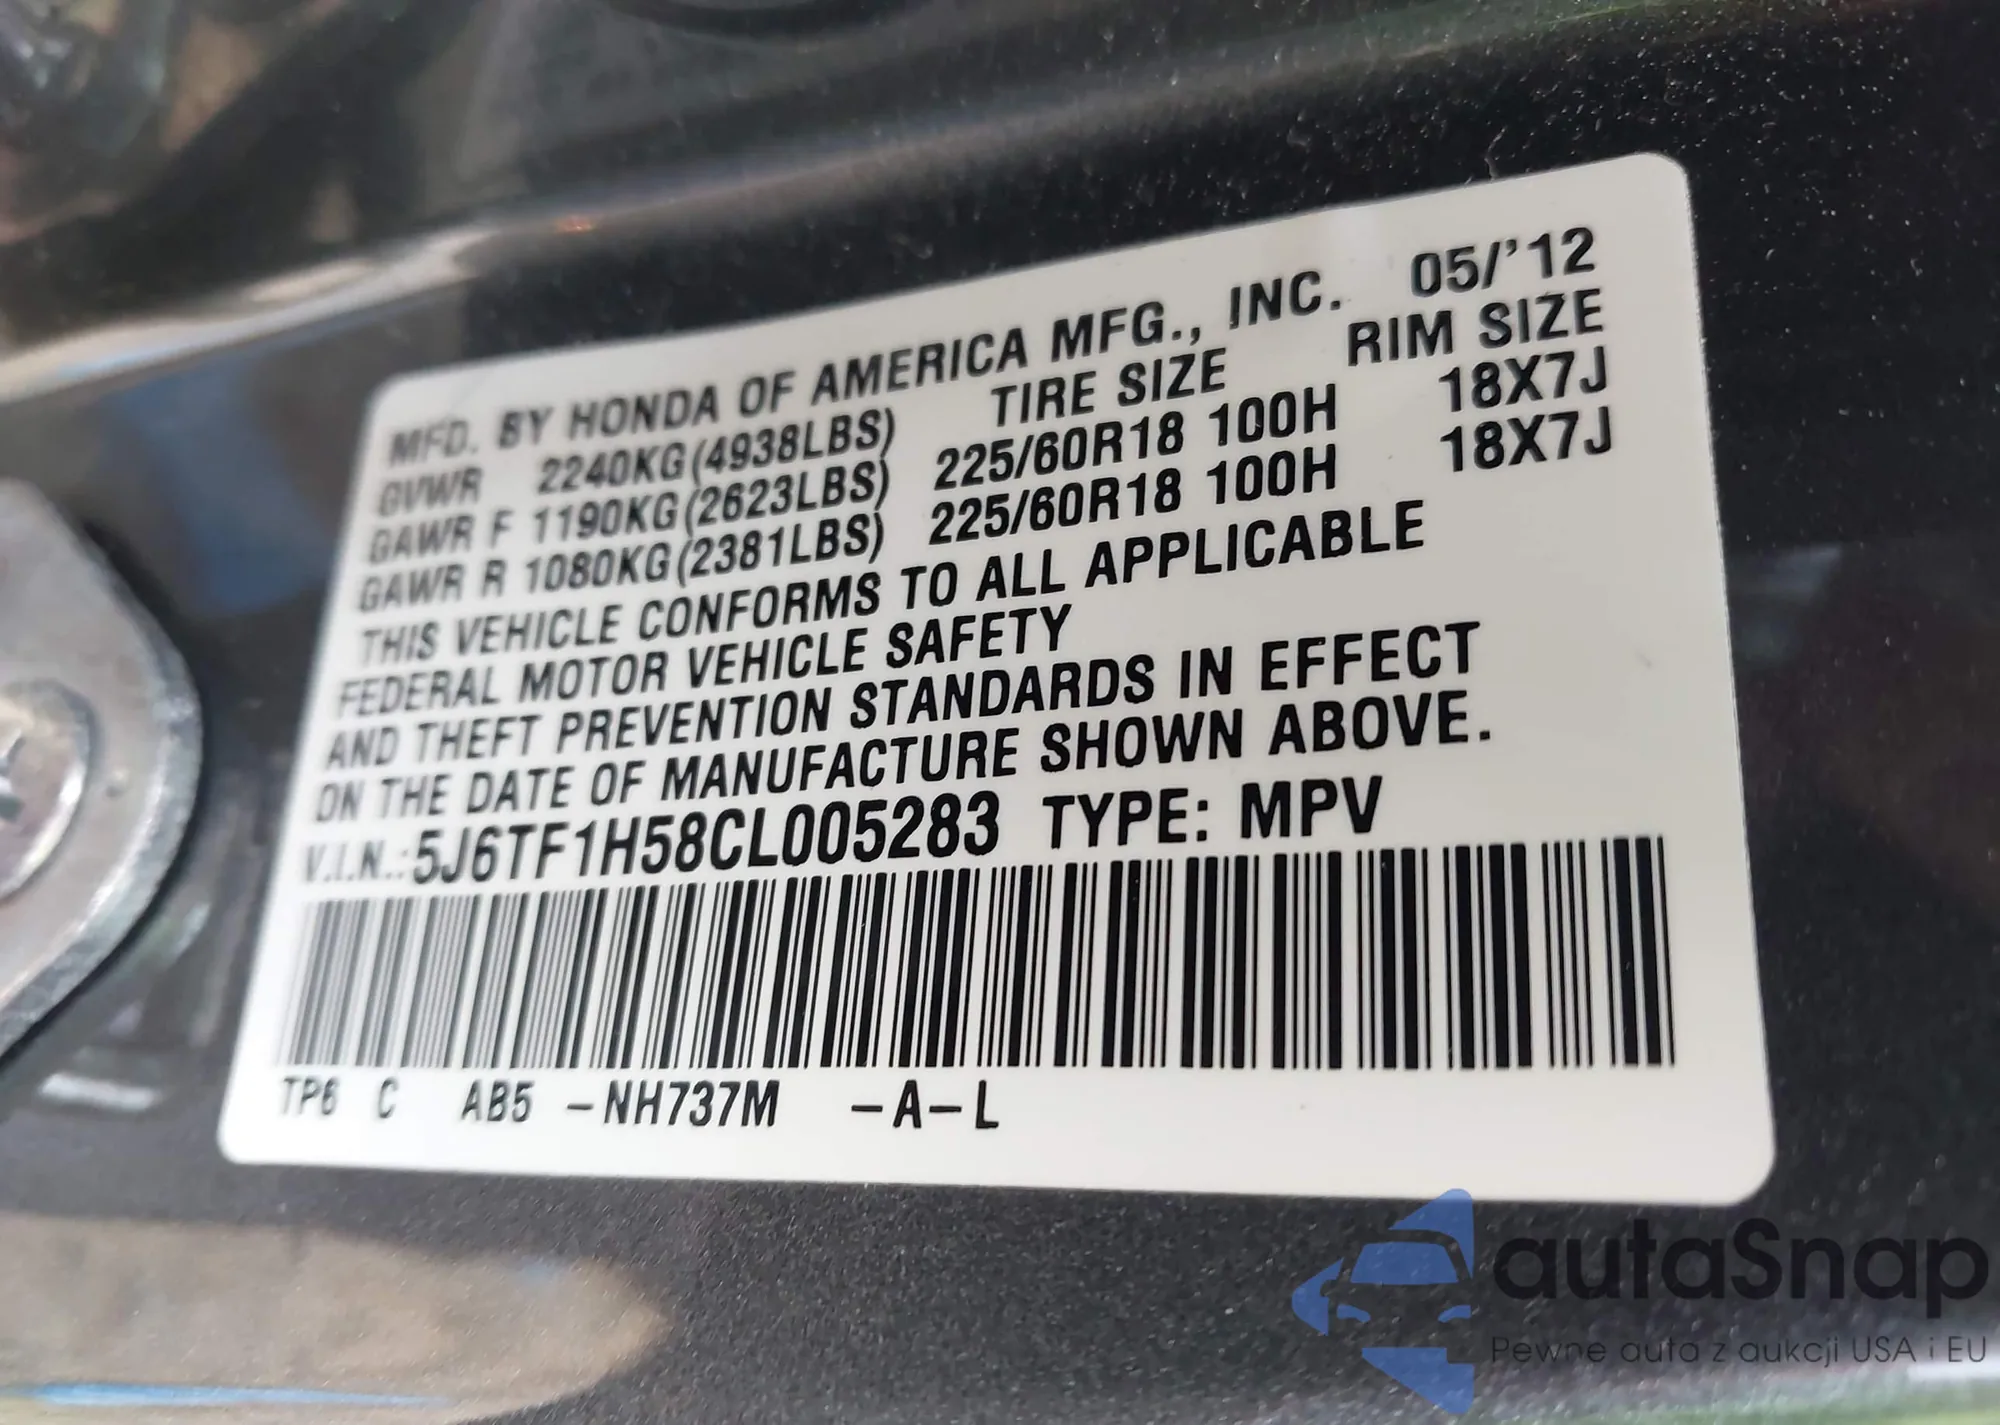 MFD. BY HONDA OF AMERICA MFG., INC. 05/'12
TIRE SIZE RIM SIZE
GVWR 2240KG(4938LBS)
GAWR F 1190KG(2623LBS) 225/60R18 100H 18X7J
GAWR R 1080KG(2381LBS) 225/60R18 100H 18X7J
THIS VEHICLE CONFORMS TO ALL APPLICABLE
FEDERAL MOTOR VEHICLE SAFETY
AND THEFT PREVENTION STANDARDS IN EFFECT
ON THE DATE OF MANUFACTURE SHOWN ABOVE.
V.I.N.:5J6TF1H58CL005283 TYPE: MPV
TP6 C AB5 -NH737M -A-L
autaSnap
Pewne auta z aukcji USA i EU